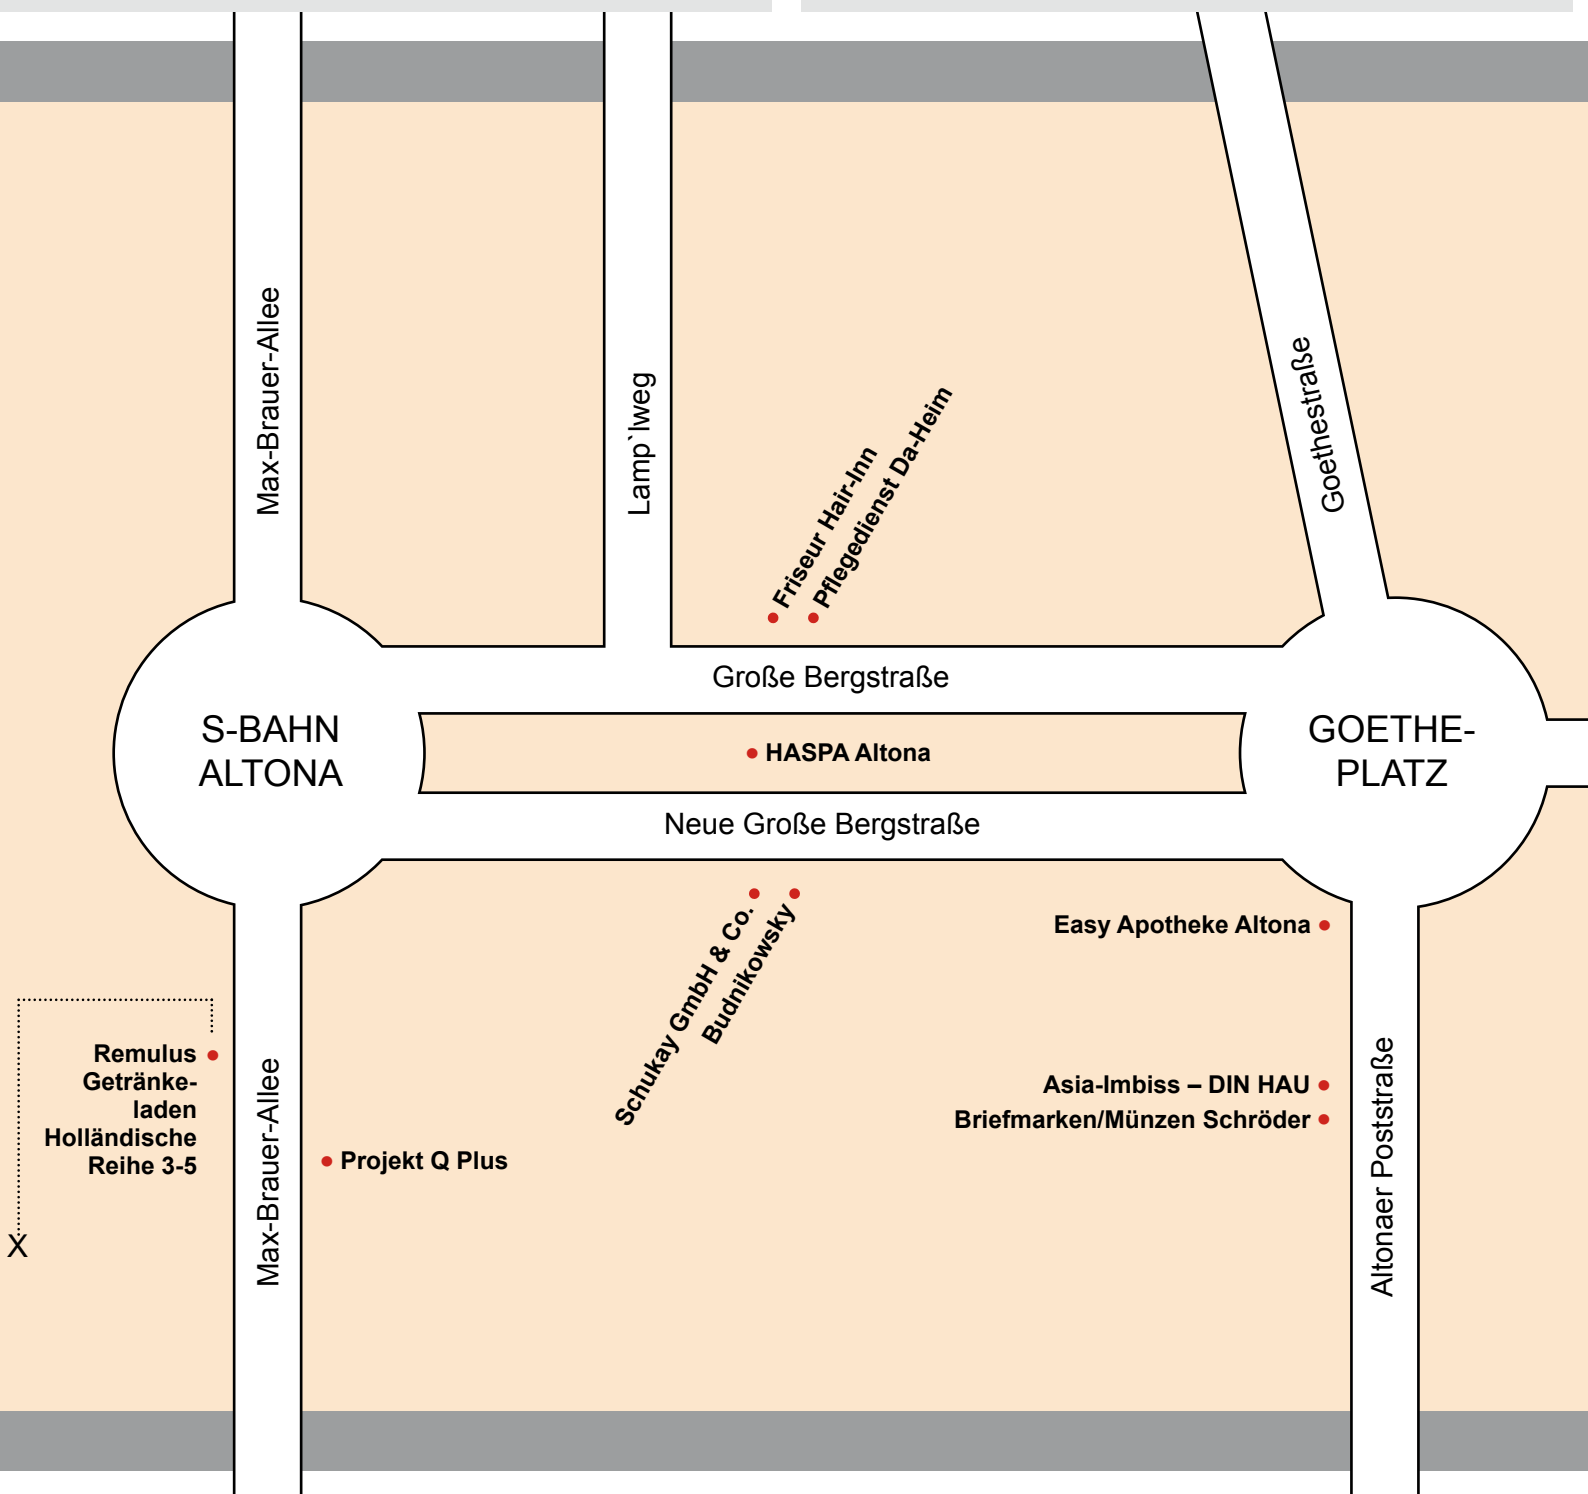 Max-Brauer-Allee
Lamp`lweg
Goethestraße
Friseur Hair-Inn
Pflegedienst Da-Heim
Große Bergstraße
S-BAHN
ALTONA
HASPA Altona
GOETHE-
PLATZ
Neue Große Bergstraße
Schukay GmbH & Co.
Budnikowsky
Easy Apotheke Altona
Remulus
Getränke-
laden
Holländische
Reihe 3-5
X
Max-Brauer-Allee
Projekt Q Plus
Asia-Imbiss – DIN HAU
Briefmarken/Münzen Schröder
Altonaer Poststraße